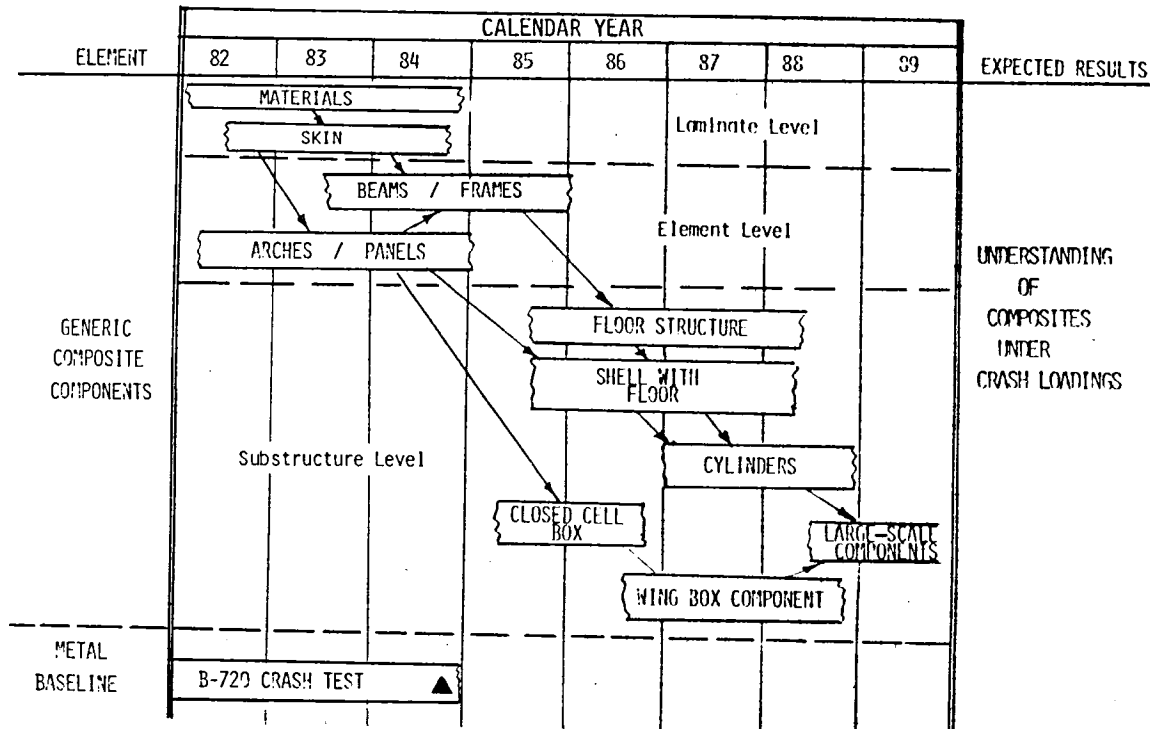 CALENDAR YEAR
ELEMENT 82 83 84 85 86 87 88 89 EXPECTED RESULTS
MATERIALS
Laminate Level
SKIN
BEAMS / FRAMES
Element Level
ARCHES / PANELS
UNDERSTANDING
OF
COMPOSITES
UNDER
CRASH LOADINGS
GENERIC
COMPOSITE
COMPONENTS
FLOOR STRUCTURE
SHELL WITH
FLOOR
Substructure Level
CYLINDERS
CLOSED CELL
BOX
LARGE-SCALE
COMPONENTS
WING BOX COMPONENT
METAL
BASELINE
B-720 CRASH TEST